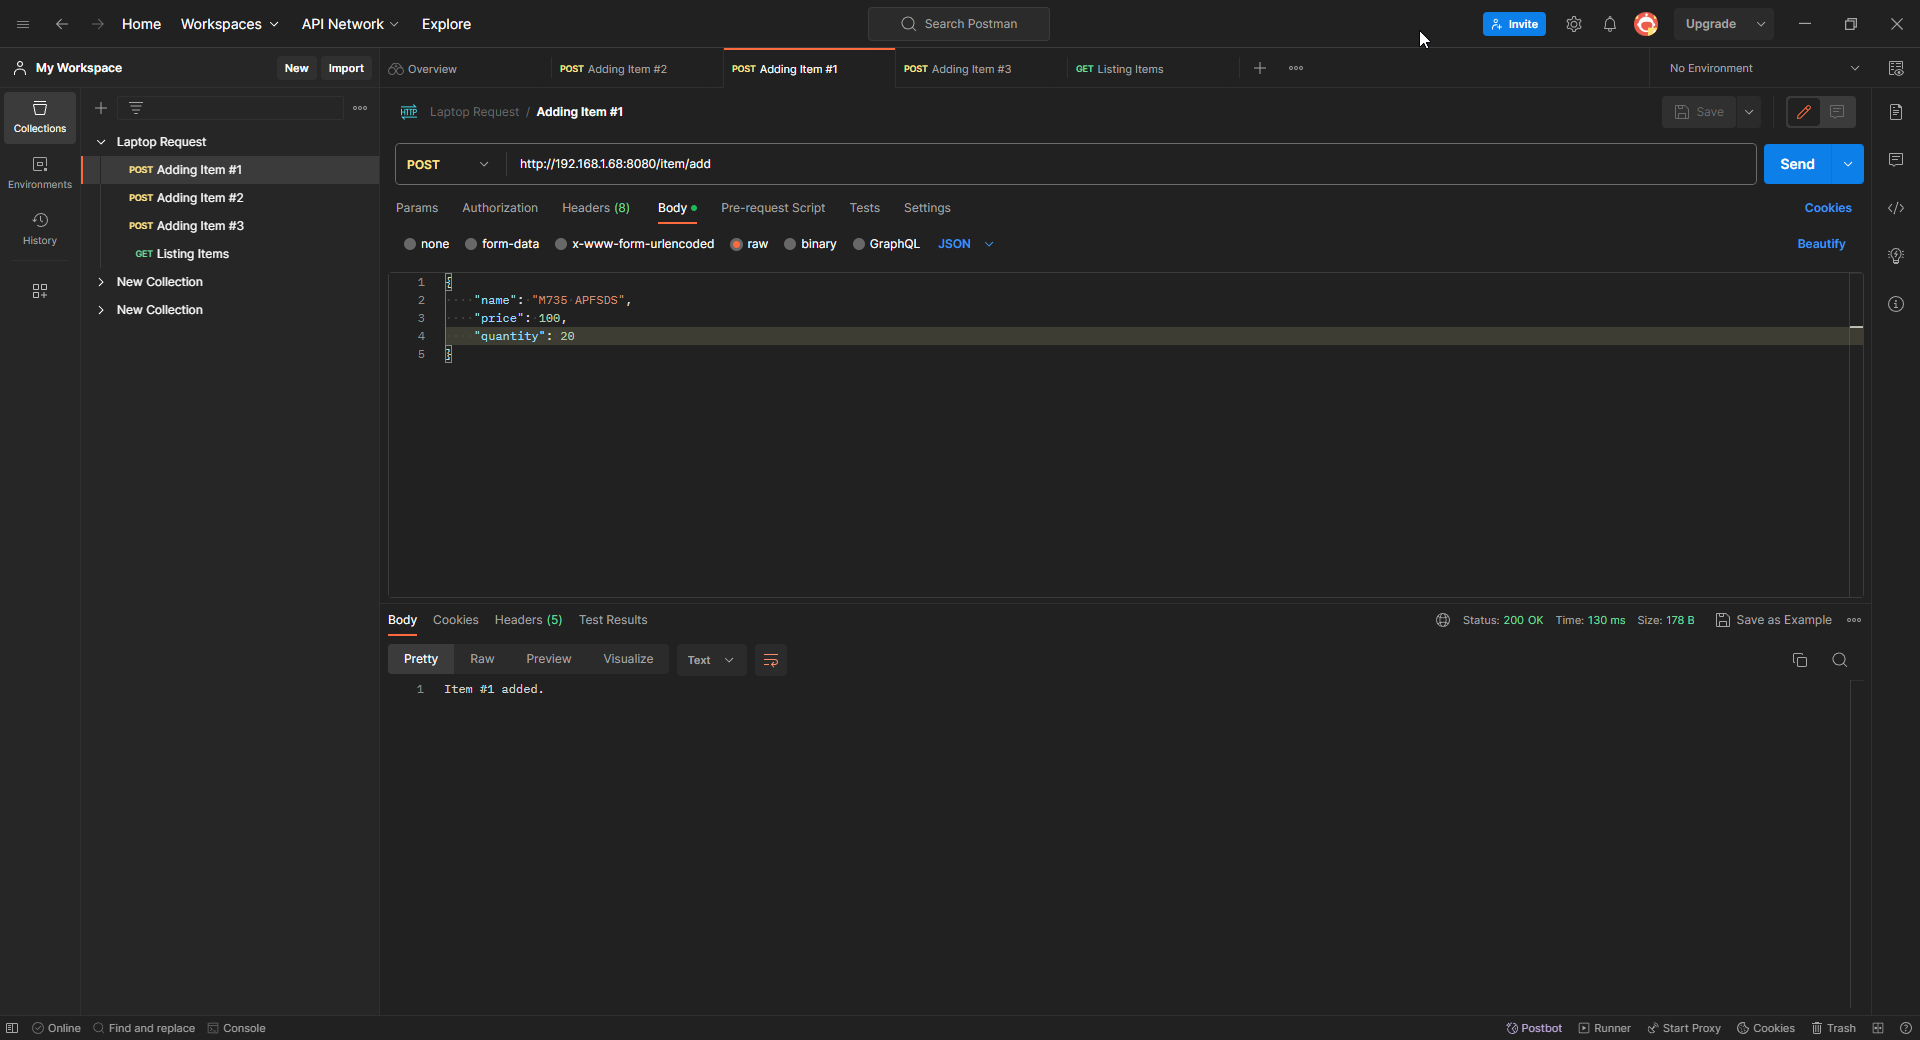 Home Workspaces API Network Explore Search Postman Invite Upgrade
My Workspace New Import Overview POST Adding Item #2 POST Adding Item #1 POST Adding Item #3 GET Listing Items No Environment
Collections
Environments
History
Laptop Request
POST Adding Item #1
POST Adding Item #2
POST Adding Item #3
GET Listing Items
New Collection
New Collection
HTTP Laptop Request / Adding Item #1 Save
POST http://192.168.1.68:8080/item/add Send
Params Authorization Headers (8) Body Pre-request Script Tests Settings Cookies
none form-data x-www-form-urlencoded raw binary GraphQL JSON Beautify
1 {
2 "name": "M735 APFSDS",
3 "price": 100,
4 "quantity": 20
5 }
Body Cookies Headers (5) Test Results Status: 200 OK Time: 130 ms Size: 178 B Save as Example
Pretty Raw Preview Visualize Text
1 Item #1 added.
Online Find and replace Console Postbot Runner Start Proxy Cookies Trash